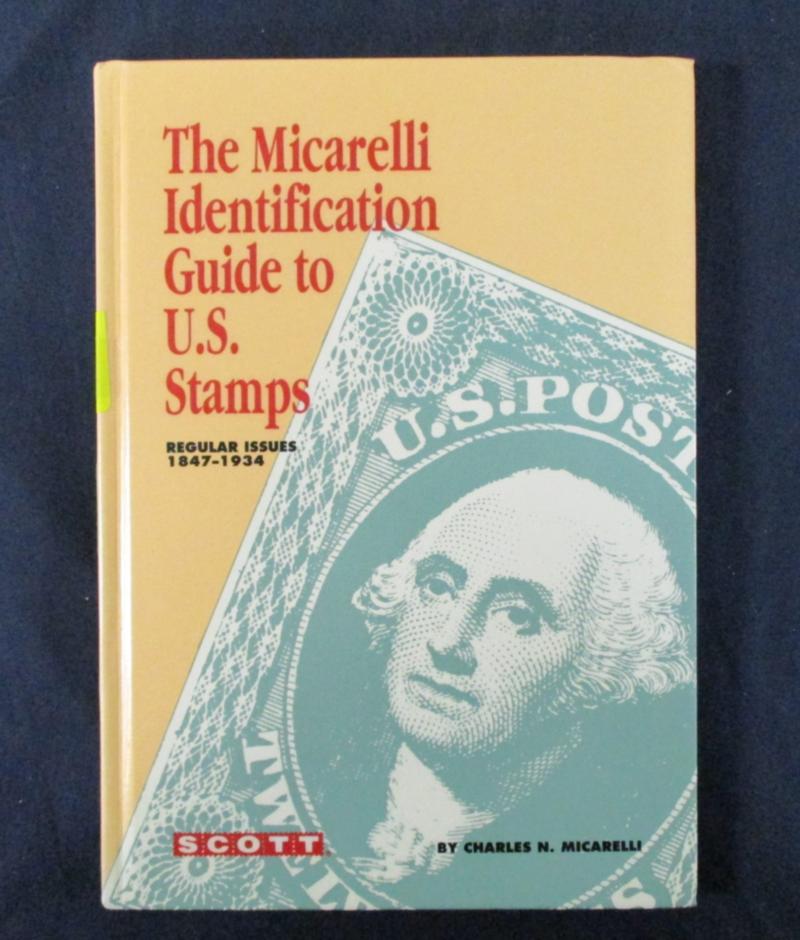 The Micarelli
Identification
Guide to
U.S.
Stamps
REGULAR ISSUES
1847-1934
U.S.POST
SCOTT
BY CHARLES N. MICARELLI